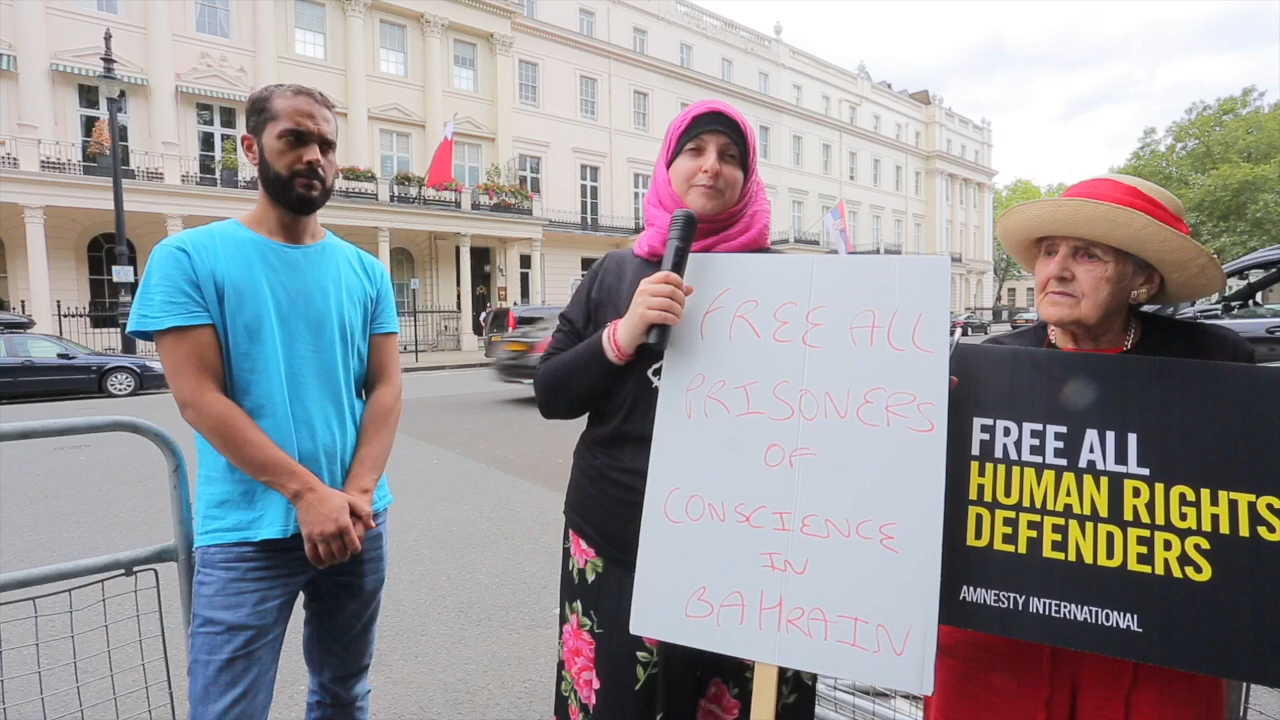 FREE ALL
PRISONERS
OF
CONSCIENCE
IN
BAHRAIN
FREE ALL
HUMAN RIGHTS
DEFENDERS
AMNESTY INTERNATIONAL